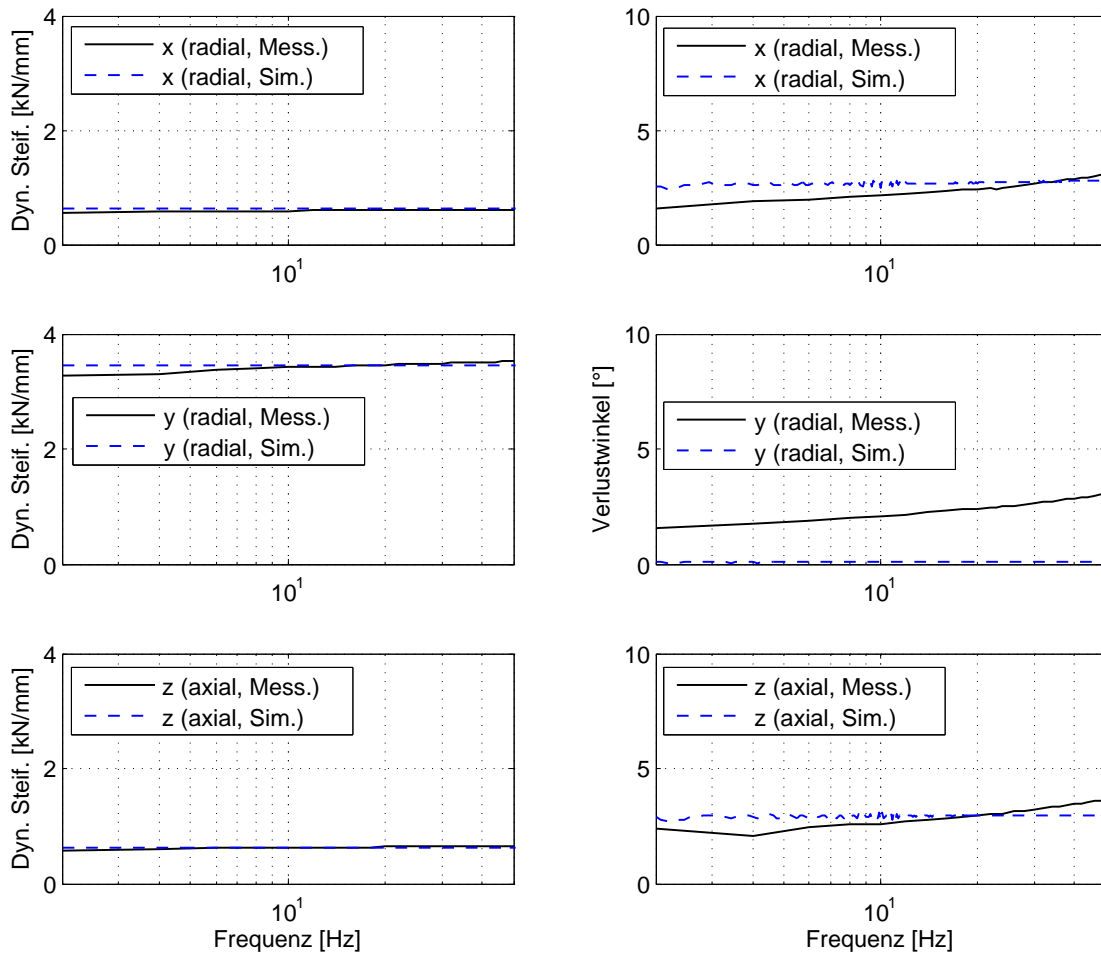 4
2
0
Dyn. Steif. [kN/mm]
x (radial, Mess.)
x (radial, Sim.)
10¹
10
5
0
x (radial, Mess.)
x (radial, Sim.)
10¹
4
2
0
Dyn. Steif. [kN/mm]
y (radial, Mess.)
y (radial, Sim.)
10¹
10
5
0
Verlustwinkel [°]
y (radial, Mess.)
y (radial, Sim.)
10¹
4
2
0
Dyn. Steif. [kN/mm]
z (axial, Mess.)
z (axial, Sim.)
10¹
Frequenz [Hz]
10
5
0
z (axial, Mess.)
z (axial, Sim.)
10¹
Frequenz [Hz]